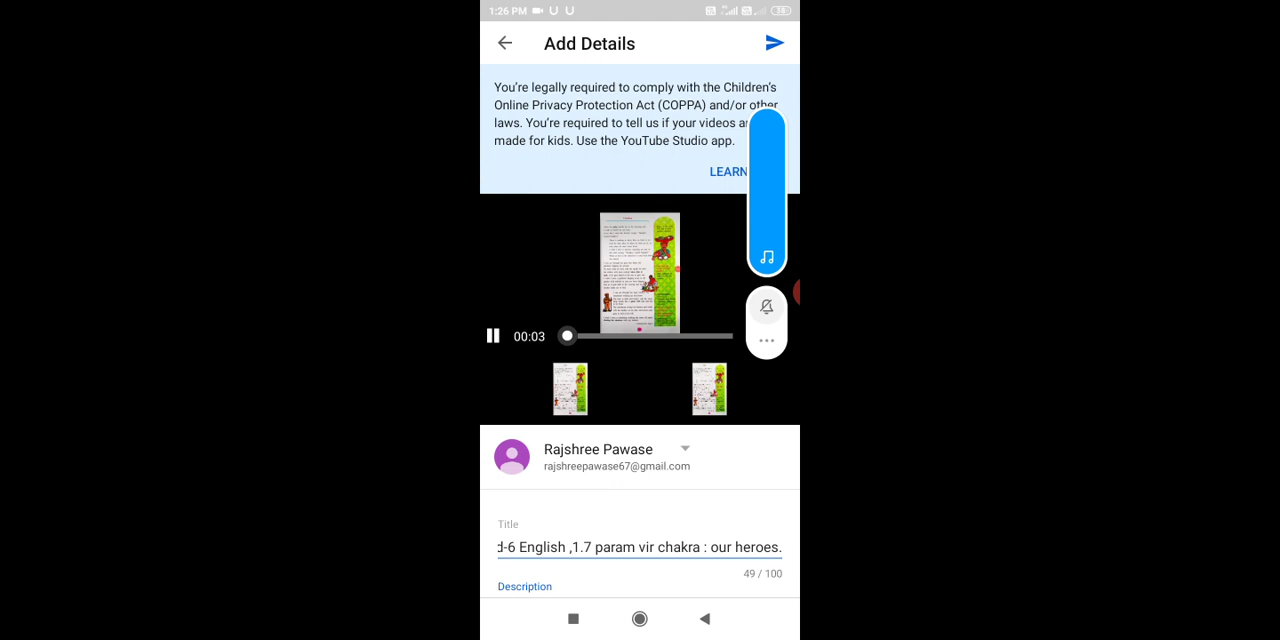 1:26 PM
58
Add Details
You're legally required to comply with the Children's
Online Privacy Protection Act (COPPA) and/or other
laws. You're required to tell us if your videos
made for kids. Use the YouTube Studio app.
LEARN
00:03
Rajshree Pawase
rajshreepawase67@gmail.com
Title
d-6 English ,1.7 param vir chakra : our heroes.
49 / 100
Description